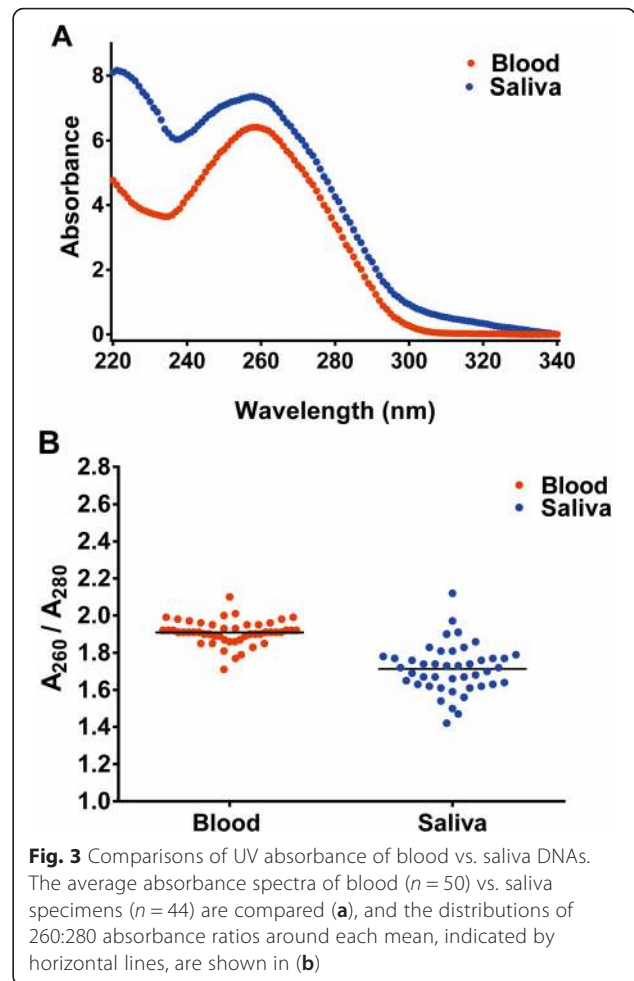 A
Blood
Saliva
8
6
4
2
0
Absorbance
220 240 260 280 300 320 340
Wavelength (nm)
B
2.8
2.6
2.4
2.2
2.0
1.8
1.6
1.4
1.2
1.0
A260 / A280
Blood
Saliva
Blood Saliva
Fig. 3 Comparisons of UV absorbance of blood vs. saliva DNAs.
The average absorbance spectra of blood (n = 50) vs. saliva
specimens (n = 44) are compared (a), and the distributions of
260:280 absorbance ratios around each mean, indicated by
horizontal lines, are shown in (b)